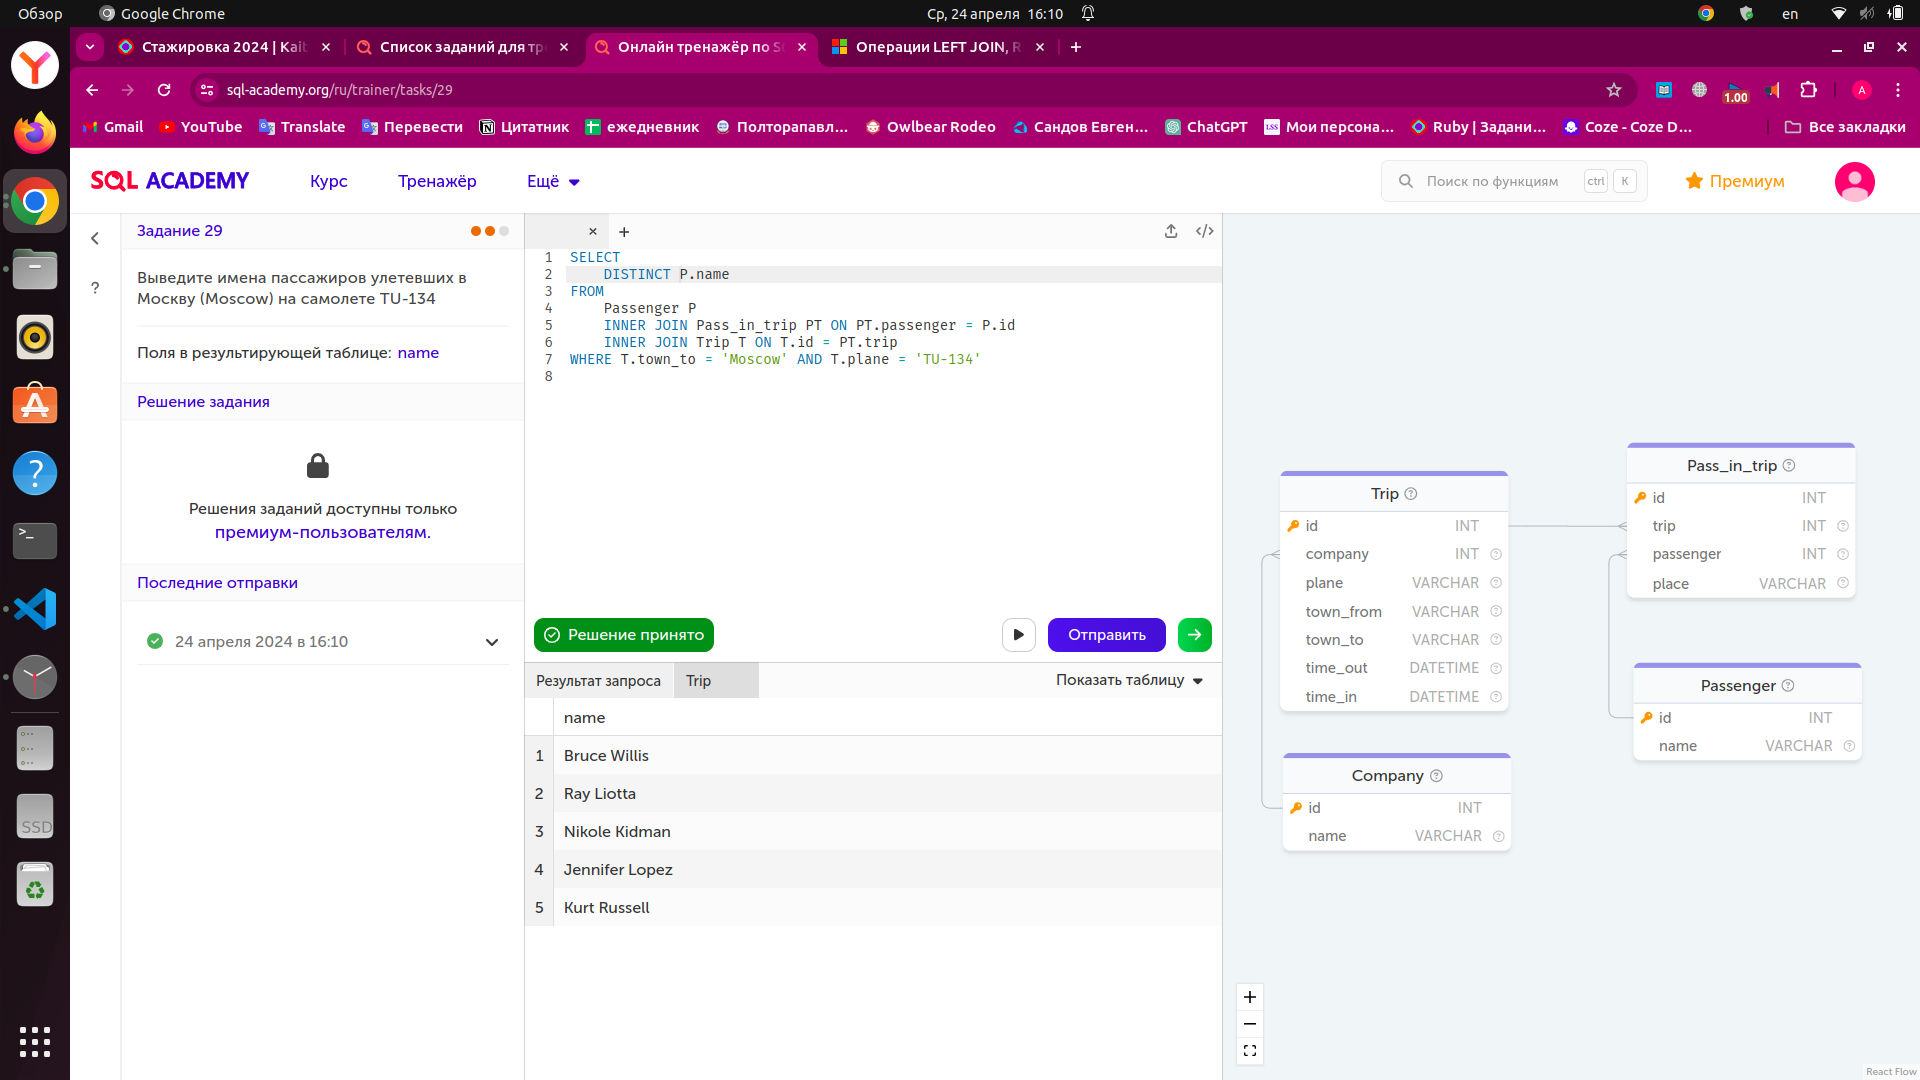 Обзор
Google Chrome
Ср, 24 апреля 16:10
en
Стажировка 2024 | Kait
Список заданий для тр
Онлайн тренажёр по S
Операции LEFT JOIN, R
sql-academy.org/ru/trainer/tasks/29
1.00
A
Gmail
YouTube
Translate
Перевести
Цитатник
ежедневник
Полторапавл...
Owlbear Rodeo
Сандов Евген...
ChatGPT
LSS
Мои персона...
Ruby | Задани...
Coze - Coze D...
Все закладки
SQL ACADEMY
Курс
Тренажёр
Ещё
Поиск по функциям
ctrl
K
Премиум
Задание 29
Выведите имена пассажиров улетевших в
Москву (Moscow) на самолете TU-134
Поля в результирующей таблице: name
Решение задания
Решения заданий доступны только
премиум-пользователям.
Последние отправки
24 апреля 2024 в 16:10
1 SELECT
2 DISTINCT P.name
3 FROM
4 Passenger P
5 INNER JOIN Pass_in_trip PT ON PT.passenger = P.id
6 INNER JOIN Trip T ON T.id = PT.trip
7 WHERE T.town_to = 'Moscow' AND T.plane = 'TU-134'
8
Решение принято
Отправить
Результат запроса
Trip
Показать таблицу
name
1 Bruce Willis
2 Ray Liotta
3 Nikole Kidman
4 Jennifer Lopez
5 Kurt Russell
Trip
id INT
company INT
plane VARCHAR
town_from VARCHAR
town_to VARCHAR
time_out DATETIME
time_in DATETIME
Company
id INT
name VARCHAR
Pass_in_trip
id INT
trip INT
passenger INT
place VARCHAR
Passenger
id INT
name VARCHAR
React Flow
SSD